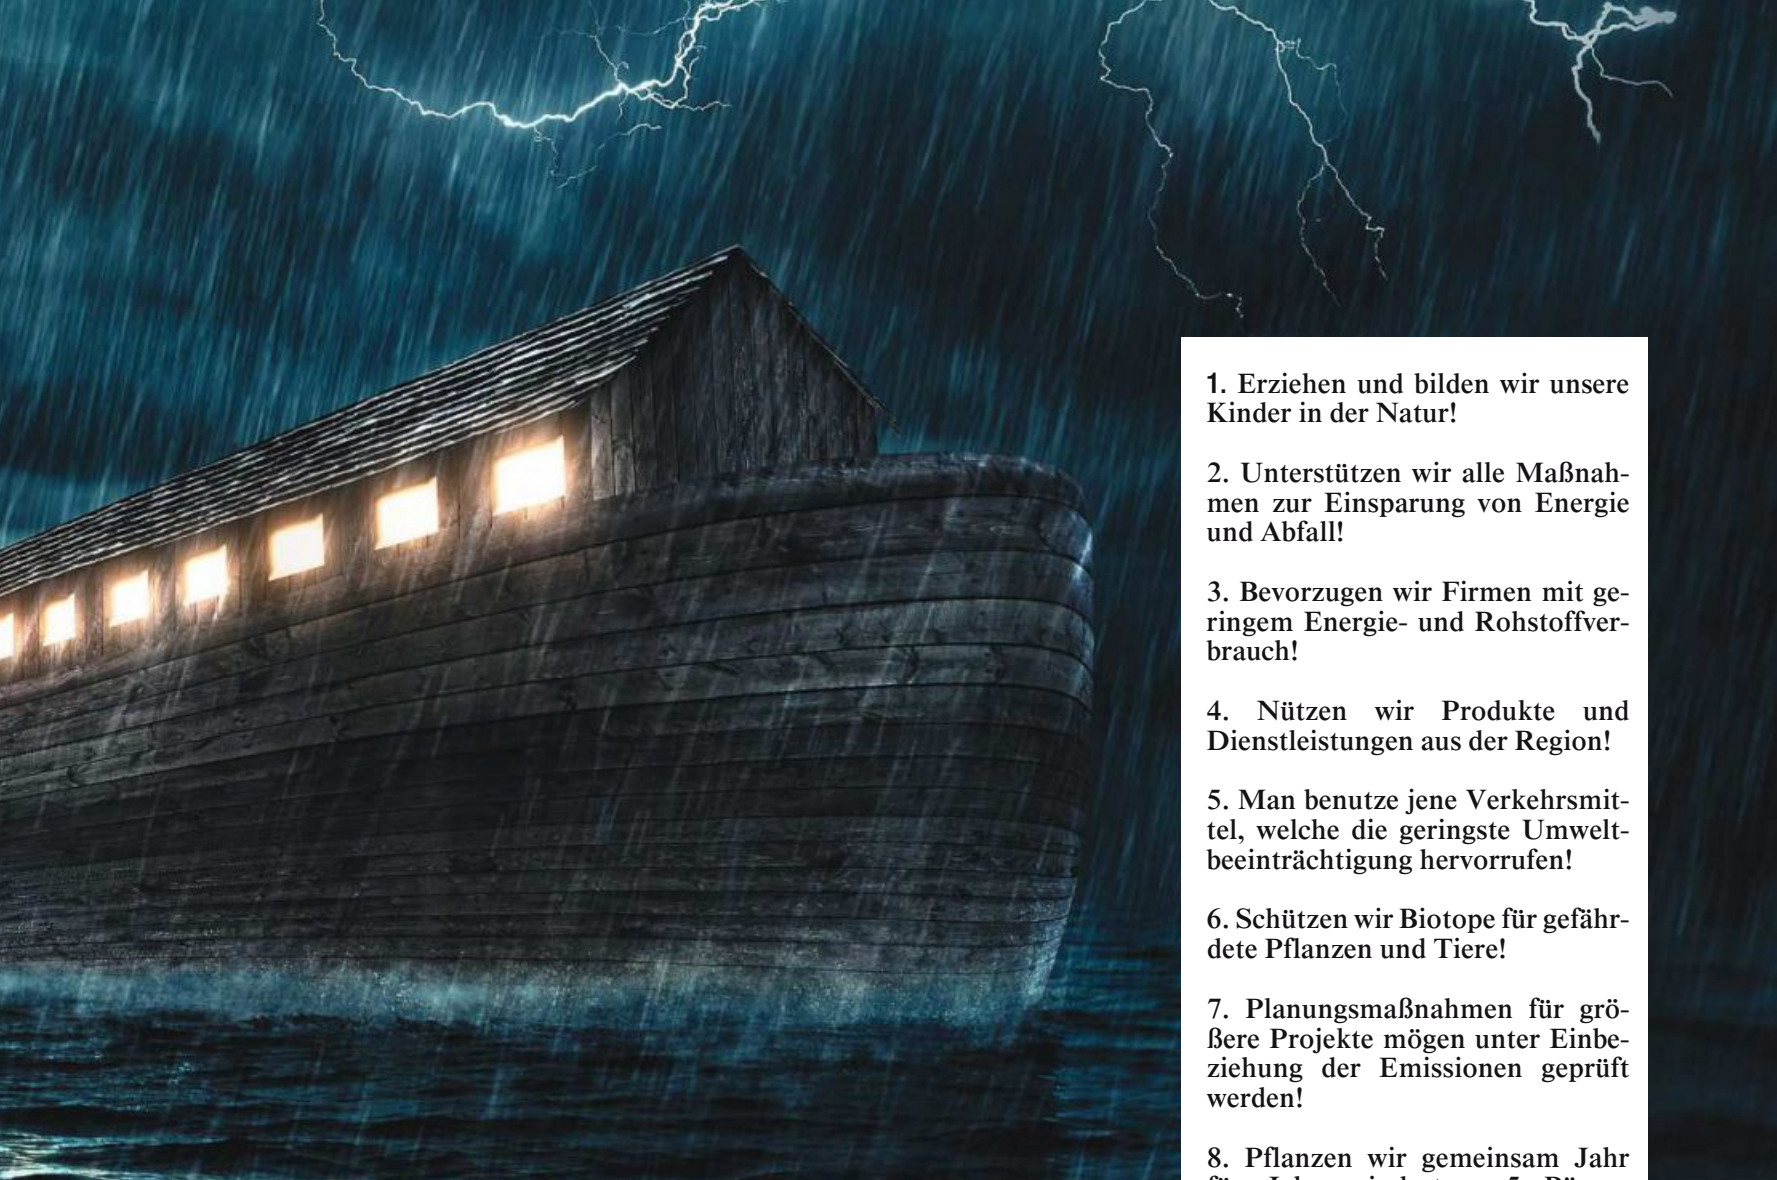 1. Erziehen und bilden wir unsere
Kinder in der Natur!
2. Unterstützen wir alle Maßnah-
men zur Einsparung von Energie
und Abfall!
3. Bevorzugen wir Firmen mit ge-
ringem Energie- und Rohstoffver-
brauch!
4. Nützen wir Produkte und
Dienstleistungen aus der Region!
5. Man benutze jene Verkehrsmit-
tel, welche die geringste Umwelt-
beeinträchtigung hervorrufen!
6. Schützen wir Biotope für gefähr-
dete Pflanzen und Tiere!
7. Planungsmaßnahmen für grö-
ßere Projekte mögen unter Einbe-
ziehung der Emissionen geprüft
werden!
8. Pflanzen wir gemeinsam Jahr